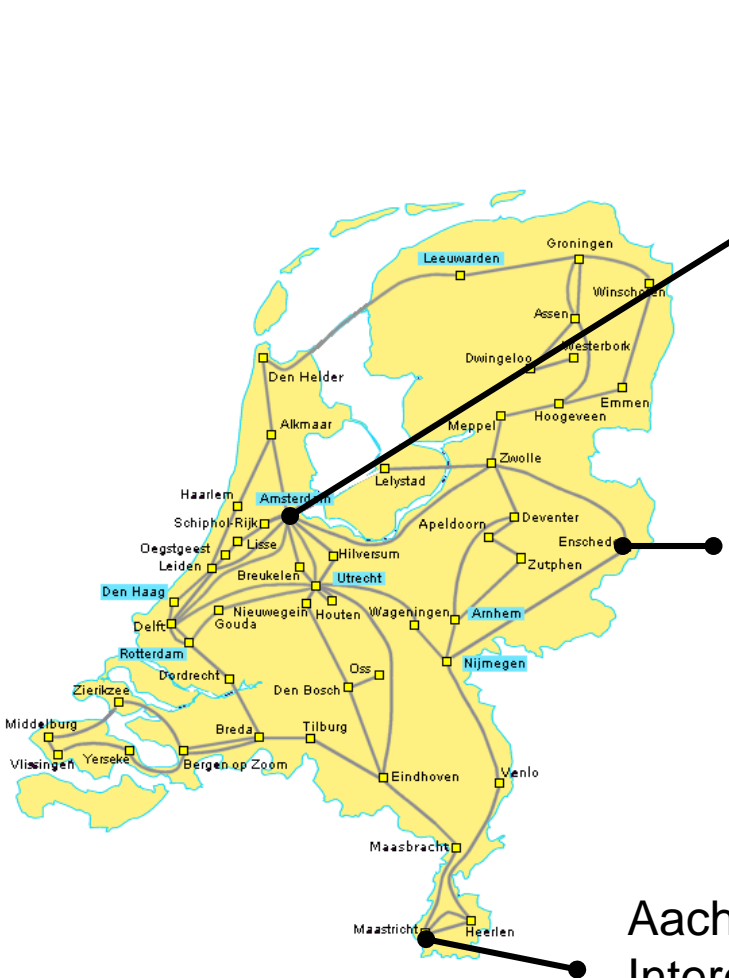 Groningen
Leeuwarden
Winschoten
Assen
Westerbork
Dwingeloo
Den Helder
Emmen
Hoogeveen
Meppel
Alkmaar
Zwolle
Lelystad
Haarlem
Amsterdam
Schiphol-Rijk
Apeldoorn
Deventer
Lisse
Enschede
Oegstgeest
Hilversum
Leiden
Zutphen
Breukelen
Utrecht
Den Haag
Nieuwegein
Houten
Wageningen
Arnhem
Delft
Gouda
Rotterdam
Nijmegen
Oss
Dordrecht
Zierikzee
Den Bosch
Middelburg
Breda
Tilburg
Vlissingen
Yerseke
Bergen op Zoom
Eindhoven
Venlo
Maasbracht
Maastricht
Heerlen
Aach